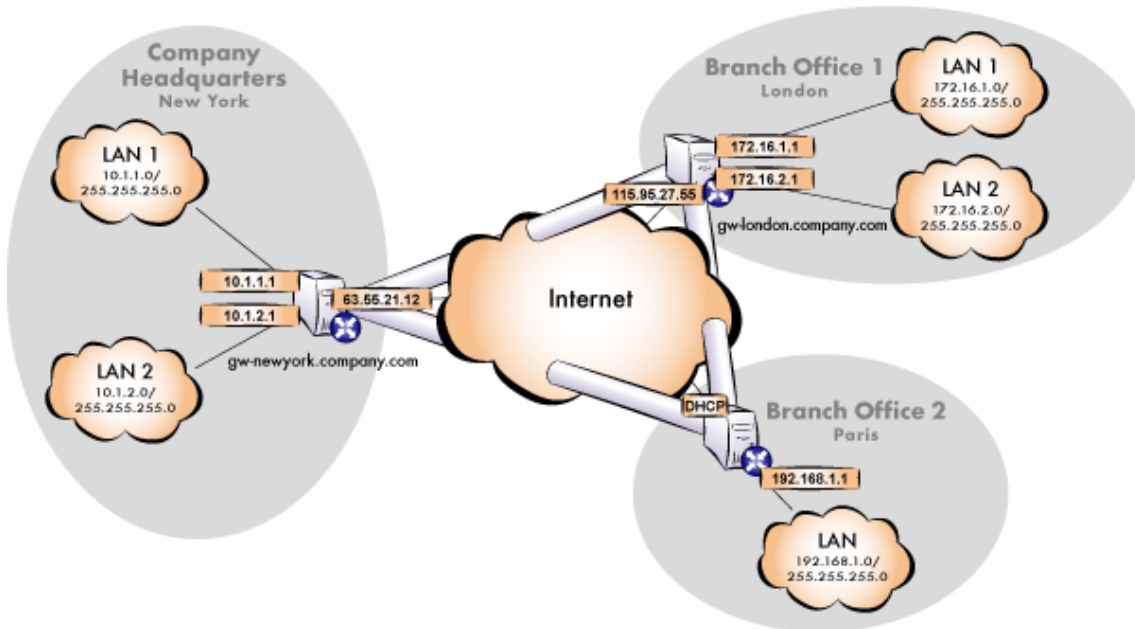 Company
Headquarters
New York
LAN 1
10.1.1.0/
255.255.255.0
10.1.1.1
10.1.2.1
63.55.21.12
gw-newyork.company.com
LAN 2
10.1.2.0/
255.255.255.0
Internet
Branch Office 1
London
LAN 1
172.16.1.0/
255.255.255.0
172.16.1.1
172.16.2.1
115.95.27.55
gw-london.company.com
LAN 2
172.16.2.0/
255.255.255.0
Branch Office 2
Paris
DHCP
192.168.1.1
LAN
192.168.1.0/
255.255.255.0